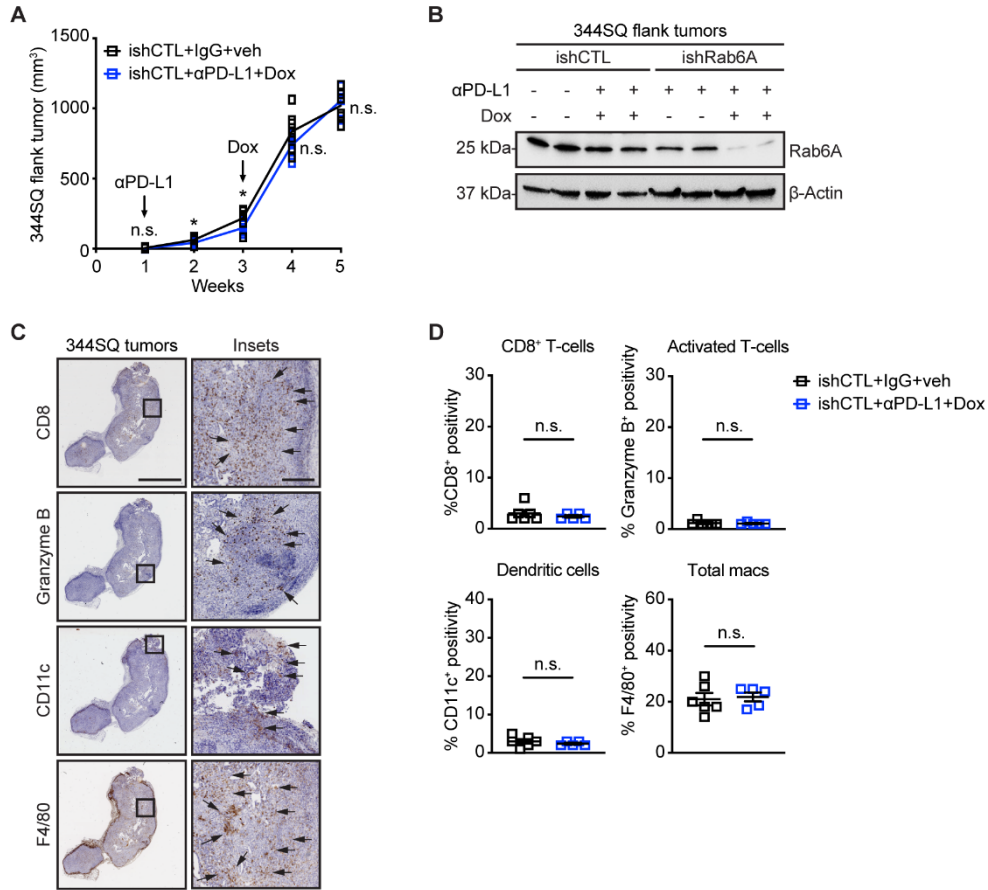 A
344SQ flank tumor (mm³)
1500
1000
500
0
0 1 2 3 4 5
Weeks
ishCTL+IgG+veh
ishCTL+αPD-L1+Dox
αPD-L1
n.s.
*
Dox
*
n.s.
n.s.
B
344SQ flank tumors
ishCTL ishRab6A
αPD-L1 - - + + + + + +
Dox - - + + - - + +
25 kDa- Rab6A
37 kDa- β-Actin
C
344SQ tumors Insets
CD8
Granzyme B
CD11c
F4/80
D
CD8⁺ T-cells
%CD8⁺ positivity
30
20
10
0
n.s.
Activated T-cells
% Granzyme B⁺ positivity
30
20
10
0
n.s.
ishCTL+IgG+veh
ishCTL+αPD-L1+Dox
Dendritic cells
% CD11c⁺ positivity
40
20
0
n.s.
Total macs
% F4/80⁺ positivity
60
40
20
0
n.s.